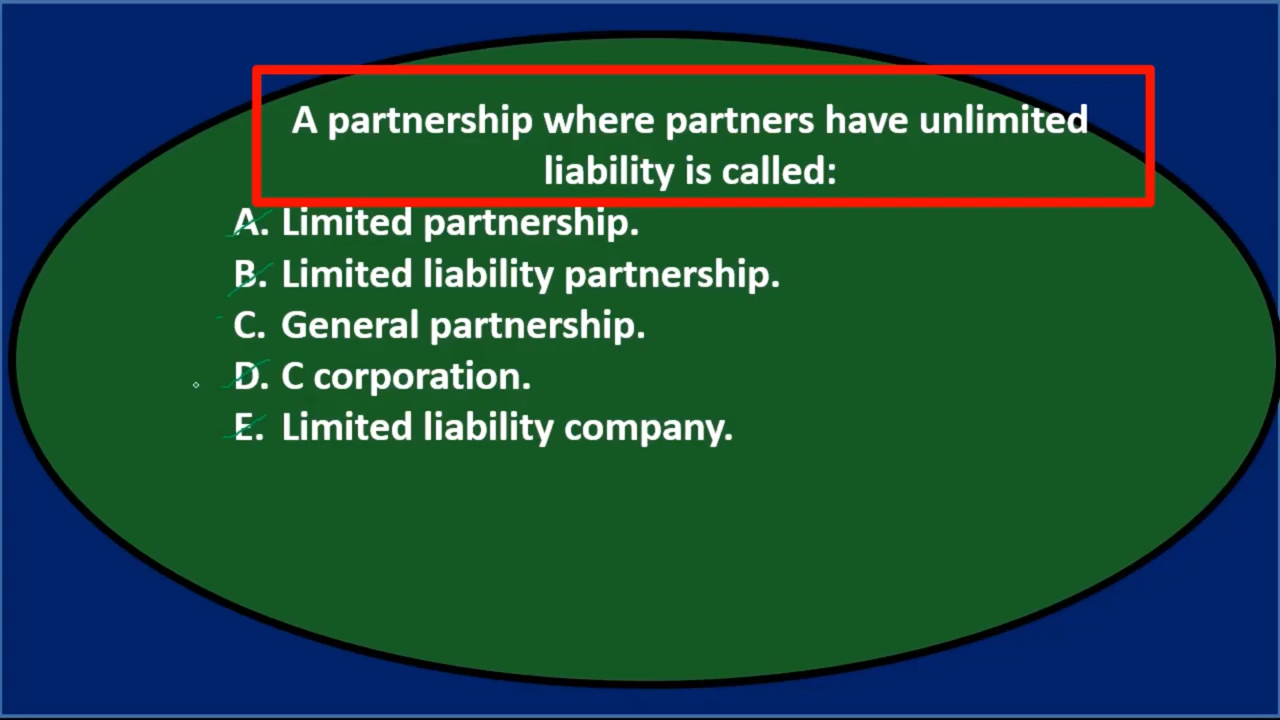 A partnership where partners have unlimited
liability is called:
A. Limited partnership.
B. Limited liability partnership.
C. General partnership.
D. C corporation.
E. Limited liability company.